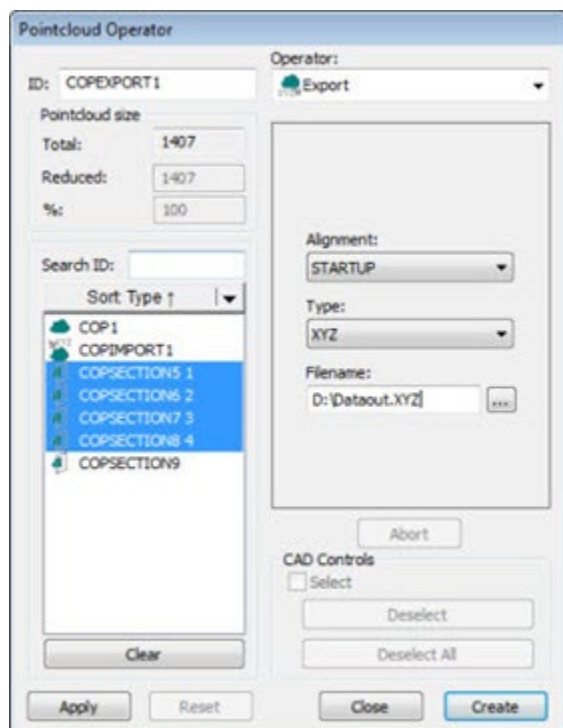 Pointcloud Operator
ID: COPEXPORT1
Operator:
Export
Pointcloud size
Total: 1407
Reduced: 1407
%: 100
Search ID:
Sort Type ↑
COP1
COPIMPORT1
COPSECTION5 1
COPSECTION6 2
COPSECTION7 3
COPSECTION8 4
COPSECTION9
Clear
Alignment:
STARTUP
Type:
XYZ
Filename:
D:\Dataout.XYZ
...
Abort
CAD Controls
Select
Deselect
Deselect All
Apply
Reset
Close
Create